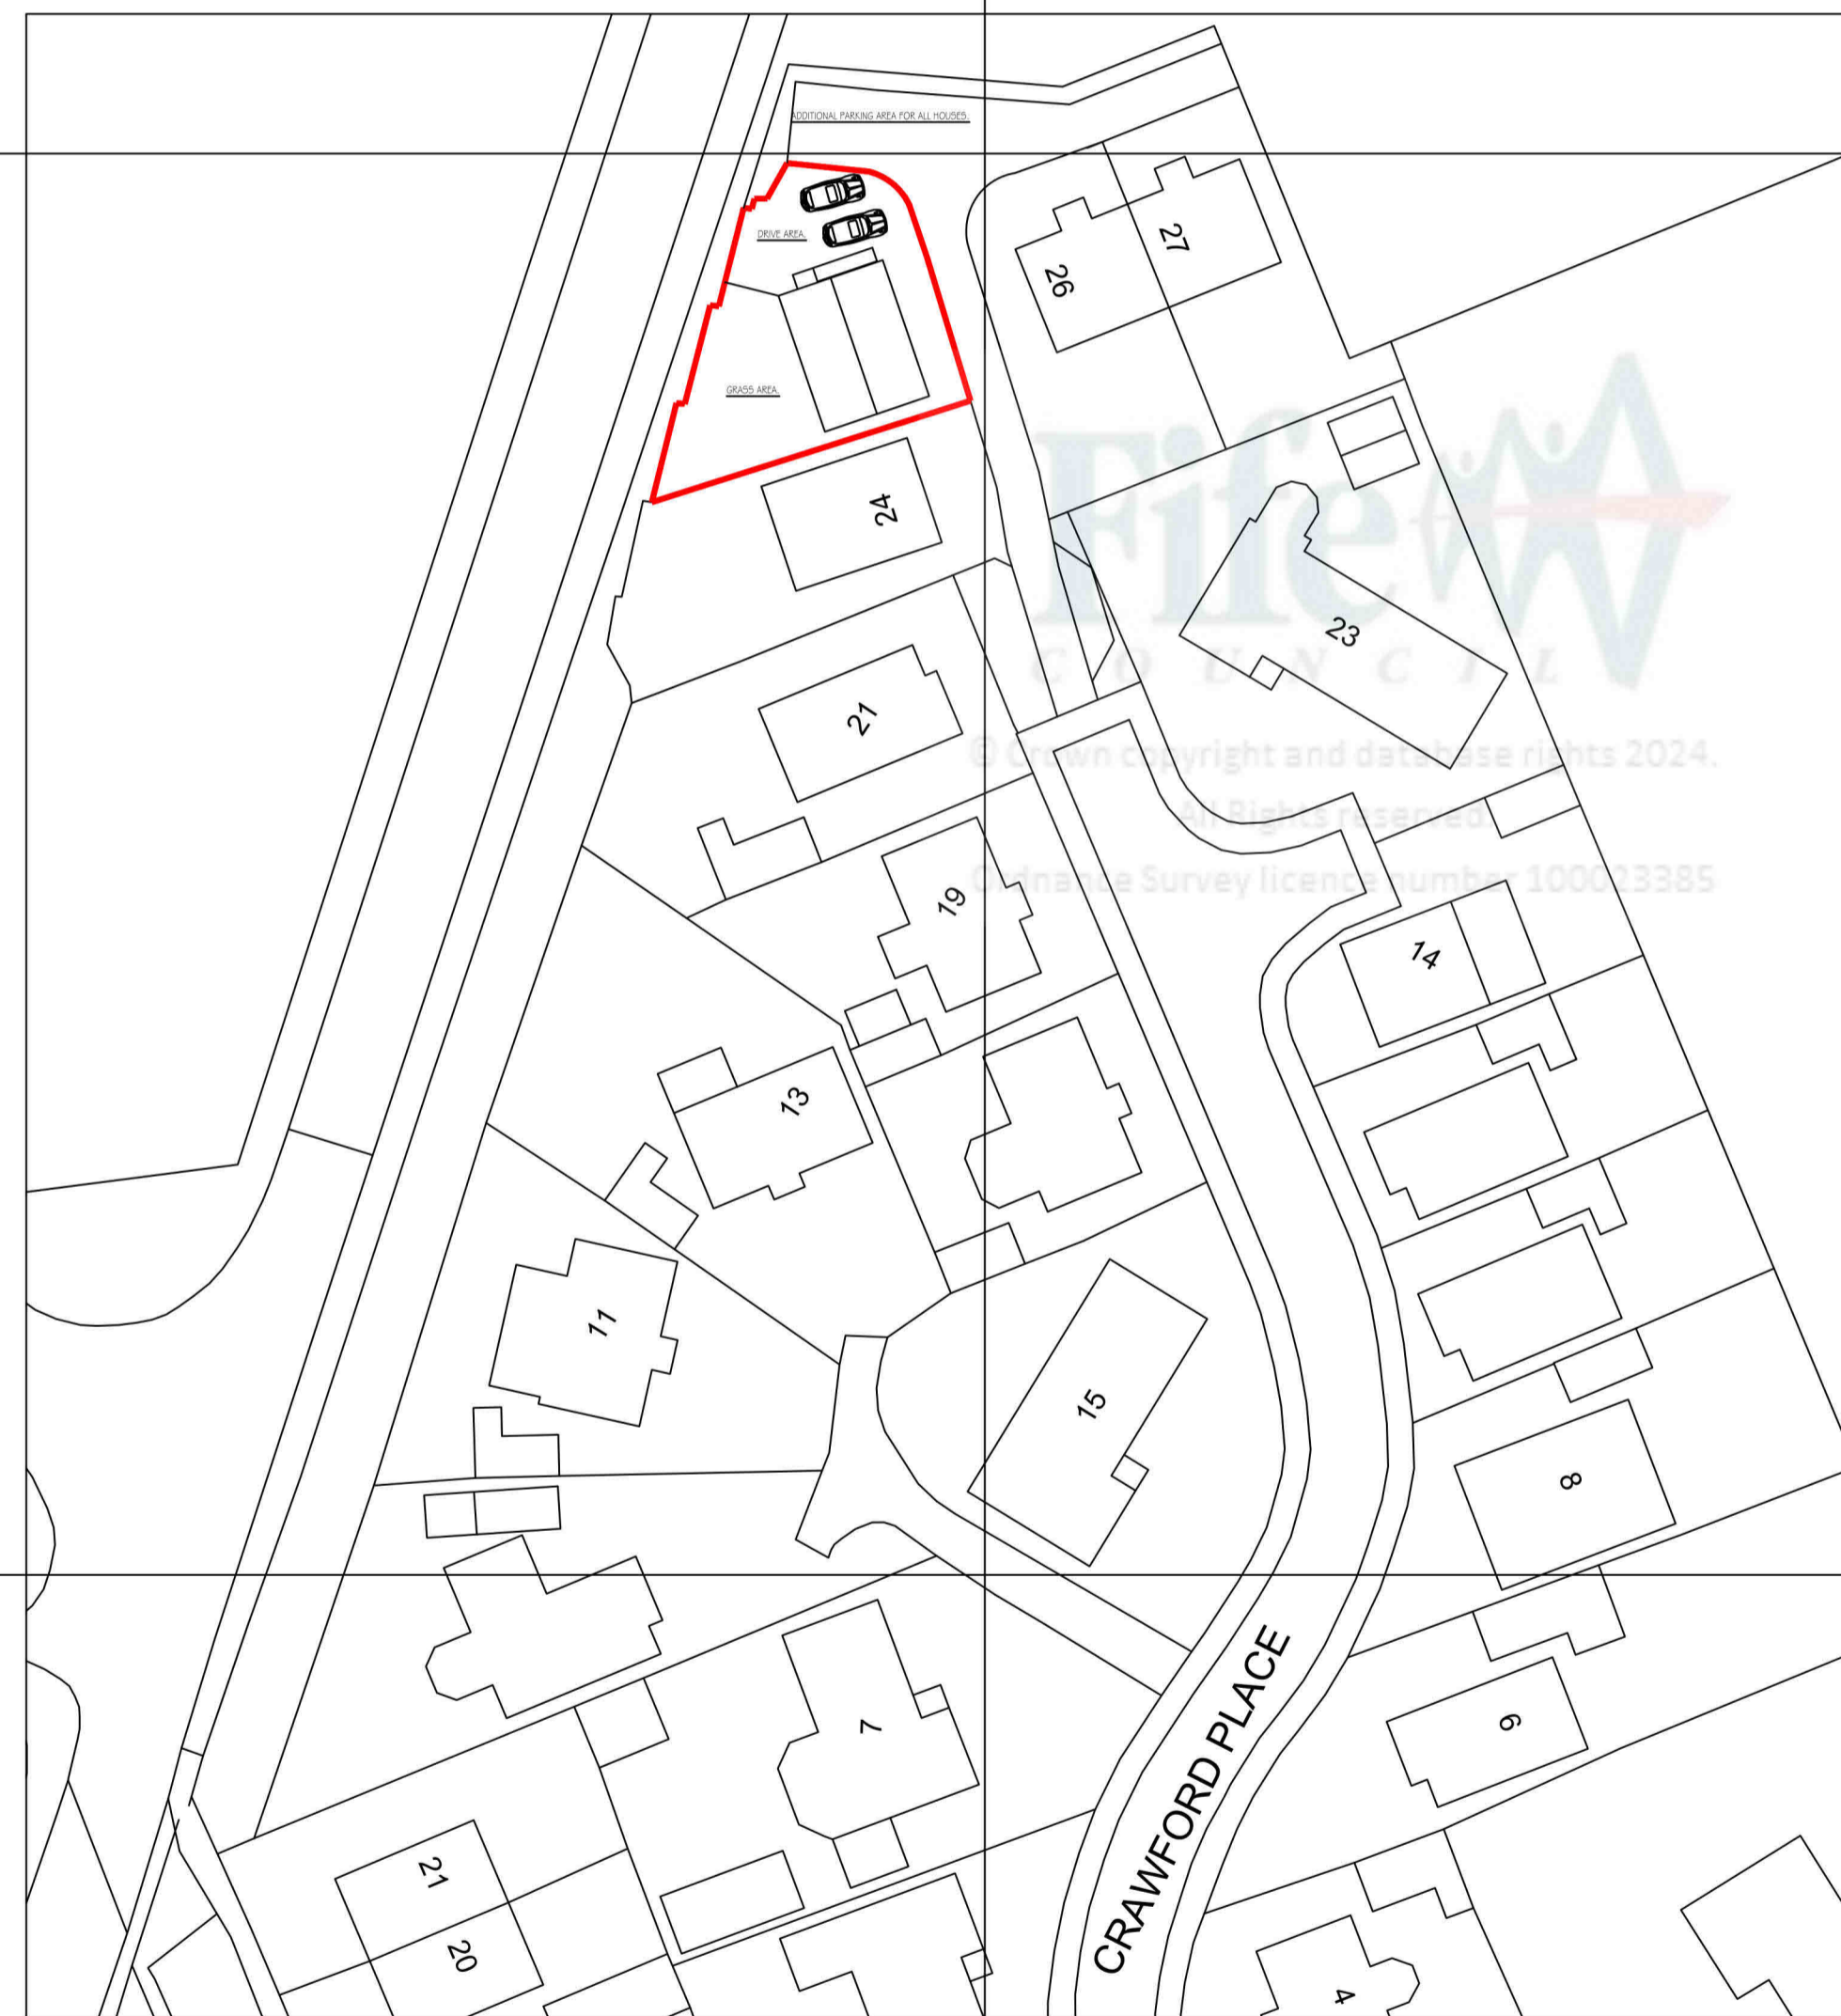 ADDITIONAL PARKING AREA FOR ALL HOUSES.
DRIVE AREA.
GRASS AREA.
27
26
24
23
21
19
14
13
11
15
8
7
6
21
20
4
CRAWFORD PLACE
Fife
COUNCIL
© Crown copyright and database rights 2024.
All Rights reserved.
Ordnance Survey licence number 100023385